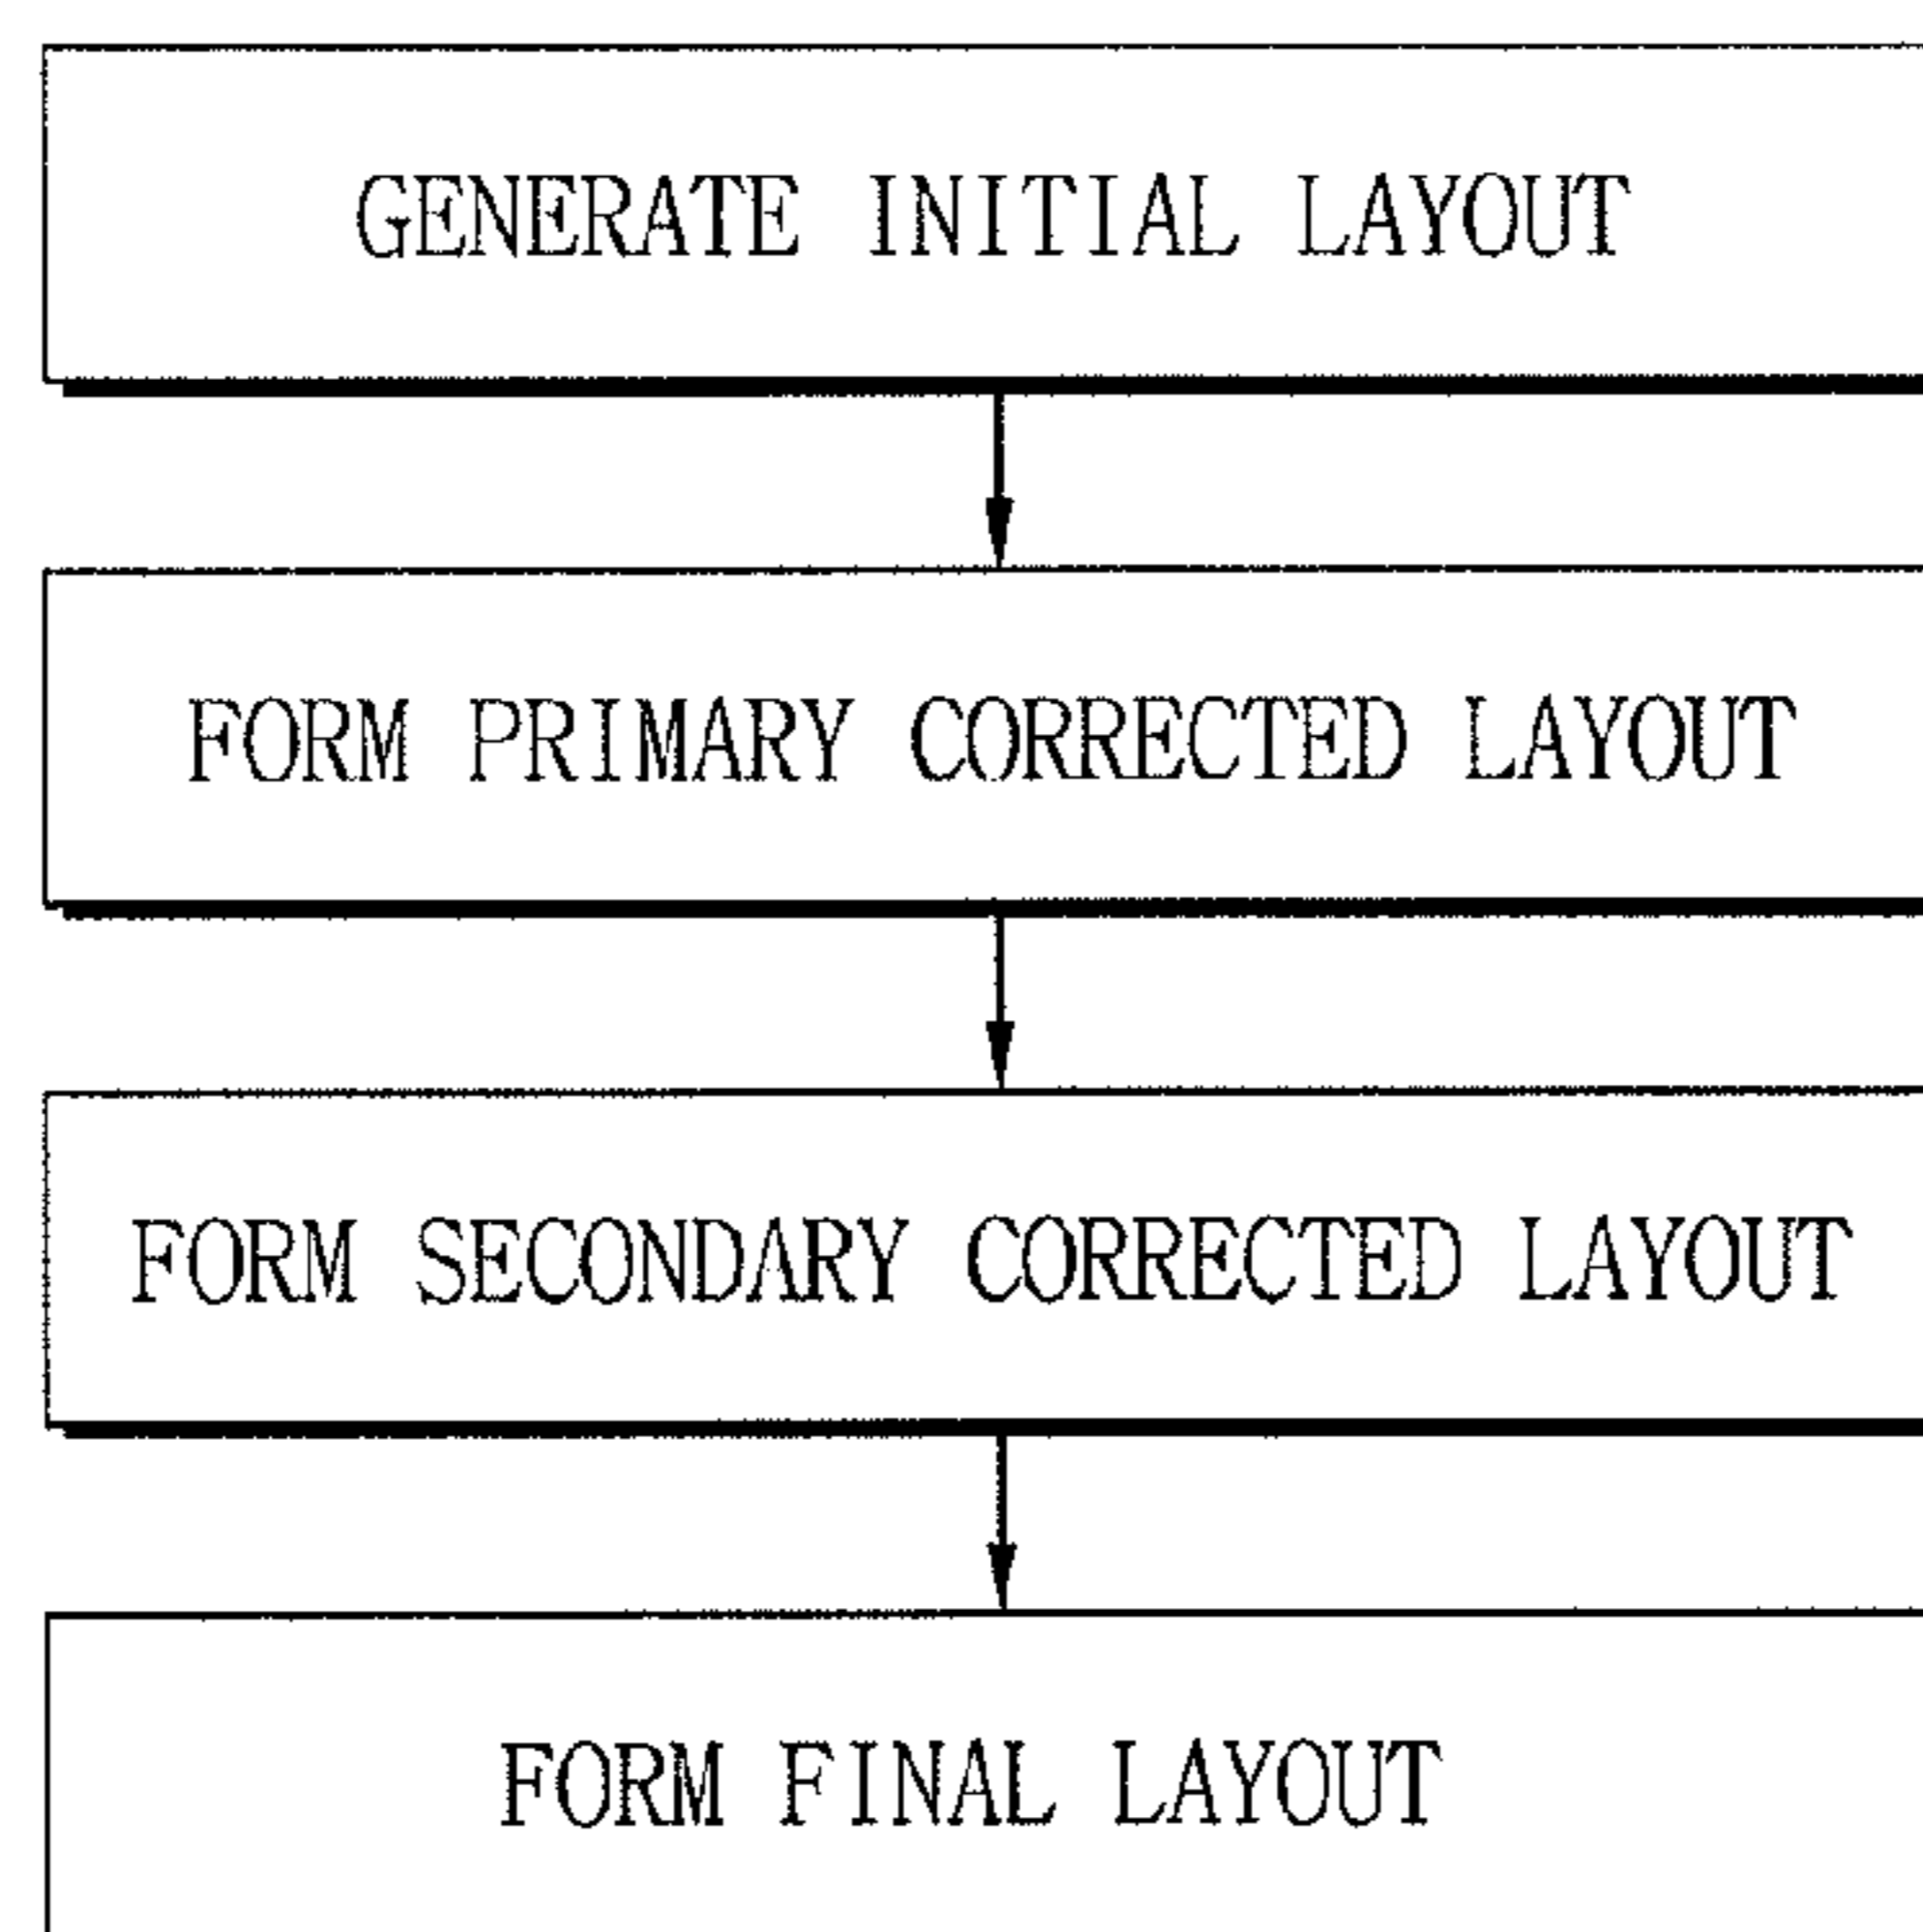 GENERATE INITIAL LAYOUT
FORM PRIMARY CORRECTED LAYOUT
FORM SECONDARY CORRECTED LAYOUT
FORM FINAL LAYOUT